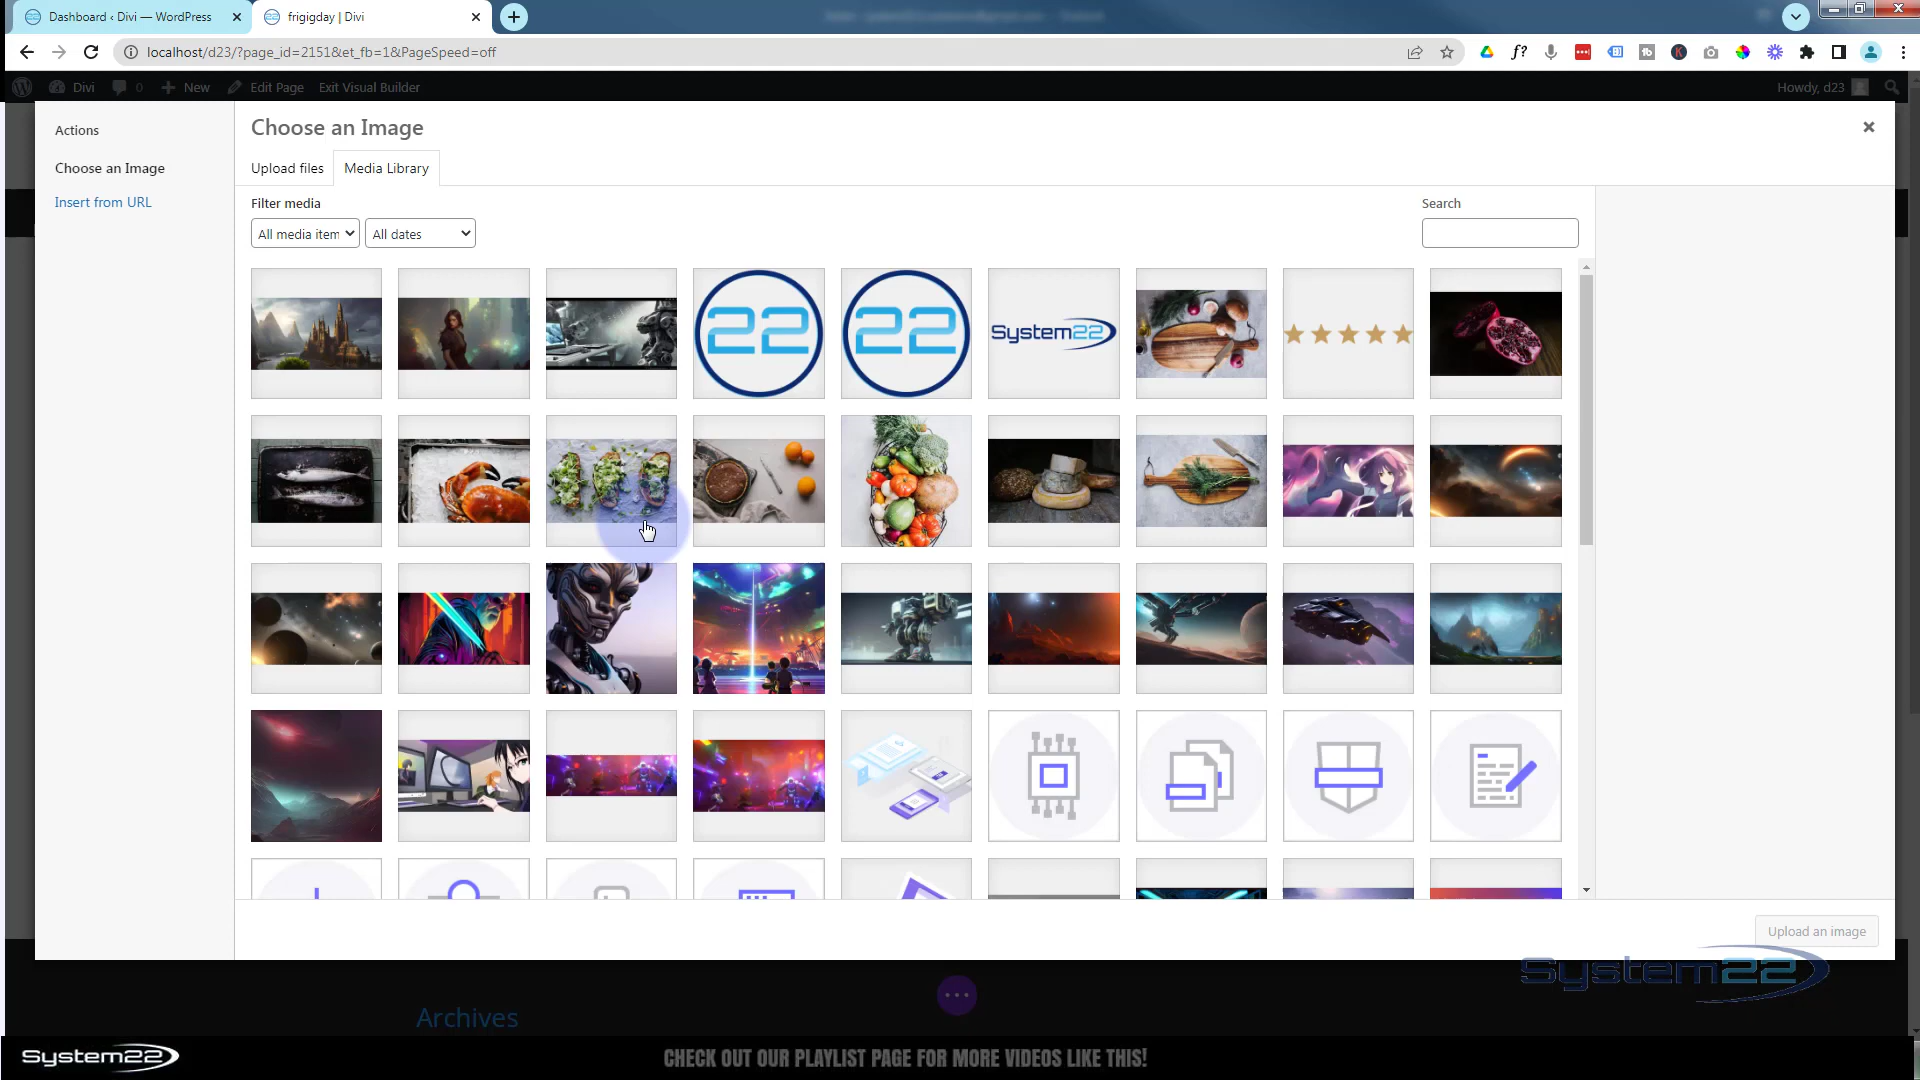 Dashboard ‹ Divi — WordPress
frigigday | Divi
localhost/d23/?page_id=2151&et_fb=1&PageSpeed=off
Divi 0 New Edit Page Exit Visual Builder Howdy, d23
Actions
Choose an Image
Insert from URL
Choose an Image
Upload files Media Library
Filter media
Search
All media item All dates
22
22
System22
Upload an image
System22
Archives
System22
CHECK OUT OUR PLAYLIST PAGE FOR MORE VIDEOS LIKE THIS!